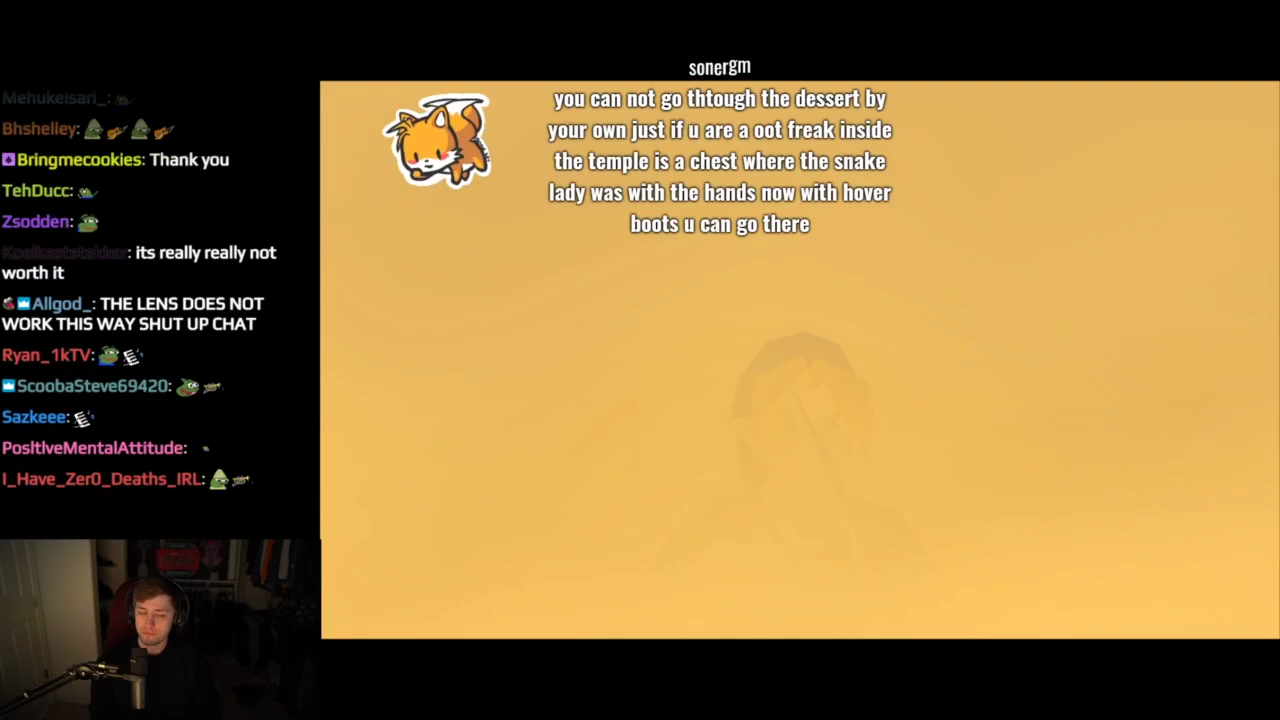 sonergm
you can not go thtough the dessert by
your own just if u are a oot freak inside
the temple is a chest where the snake
lady was with the hands now with hover
boots u can go there
Mehukeisari_:
Bhshelley:
Bringmecookies: Thank you
TehDucc:
Zsodden:
: its really really not
worth it
Allgod_: THE LENS DOES NOT
WORK THIS WAY SHUT UP CHAT
Ryan_1kTV:
ScoobaSteve69420:
Sazkeee:
PosltlveMentalAttitude:
I_Have_Zer0_Deaths_IRL: